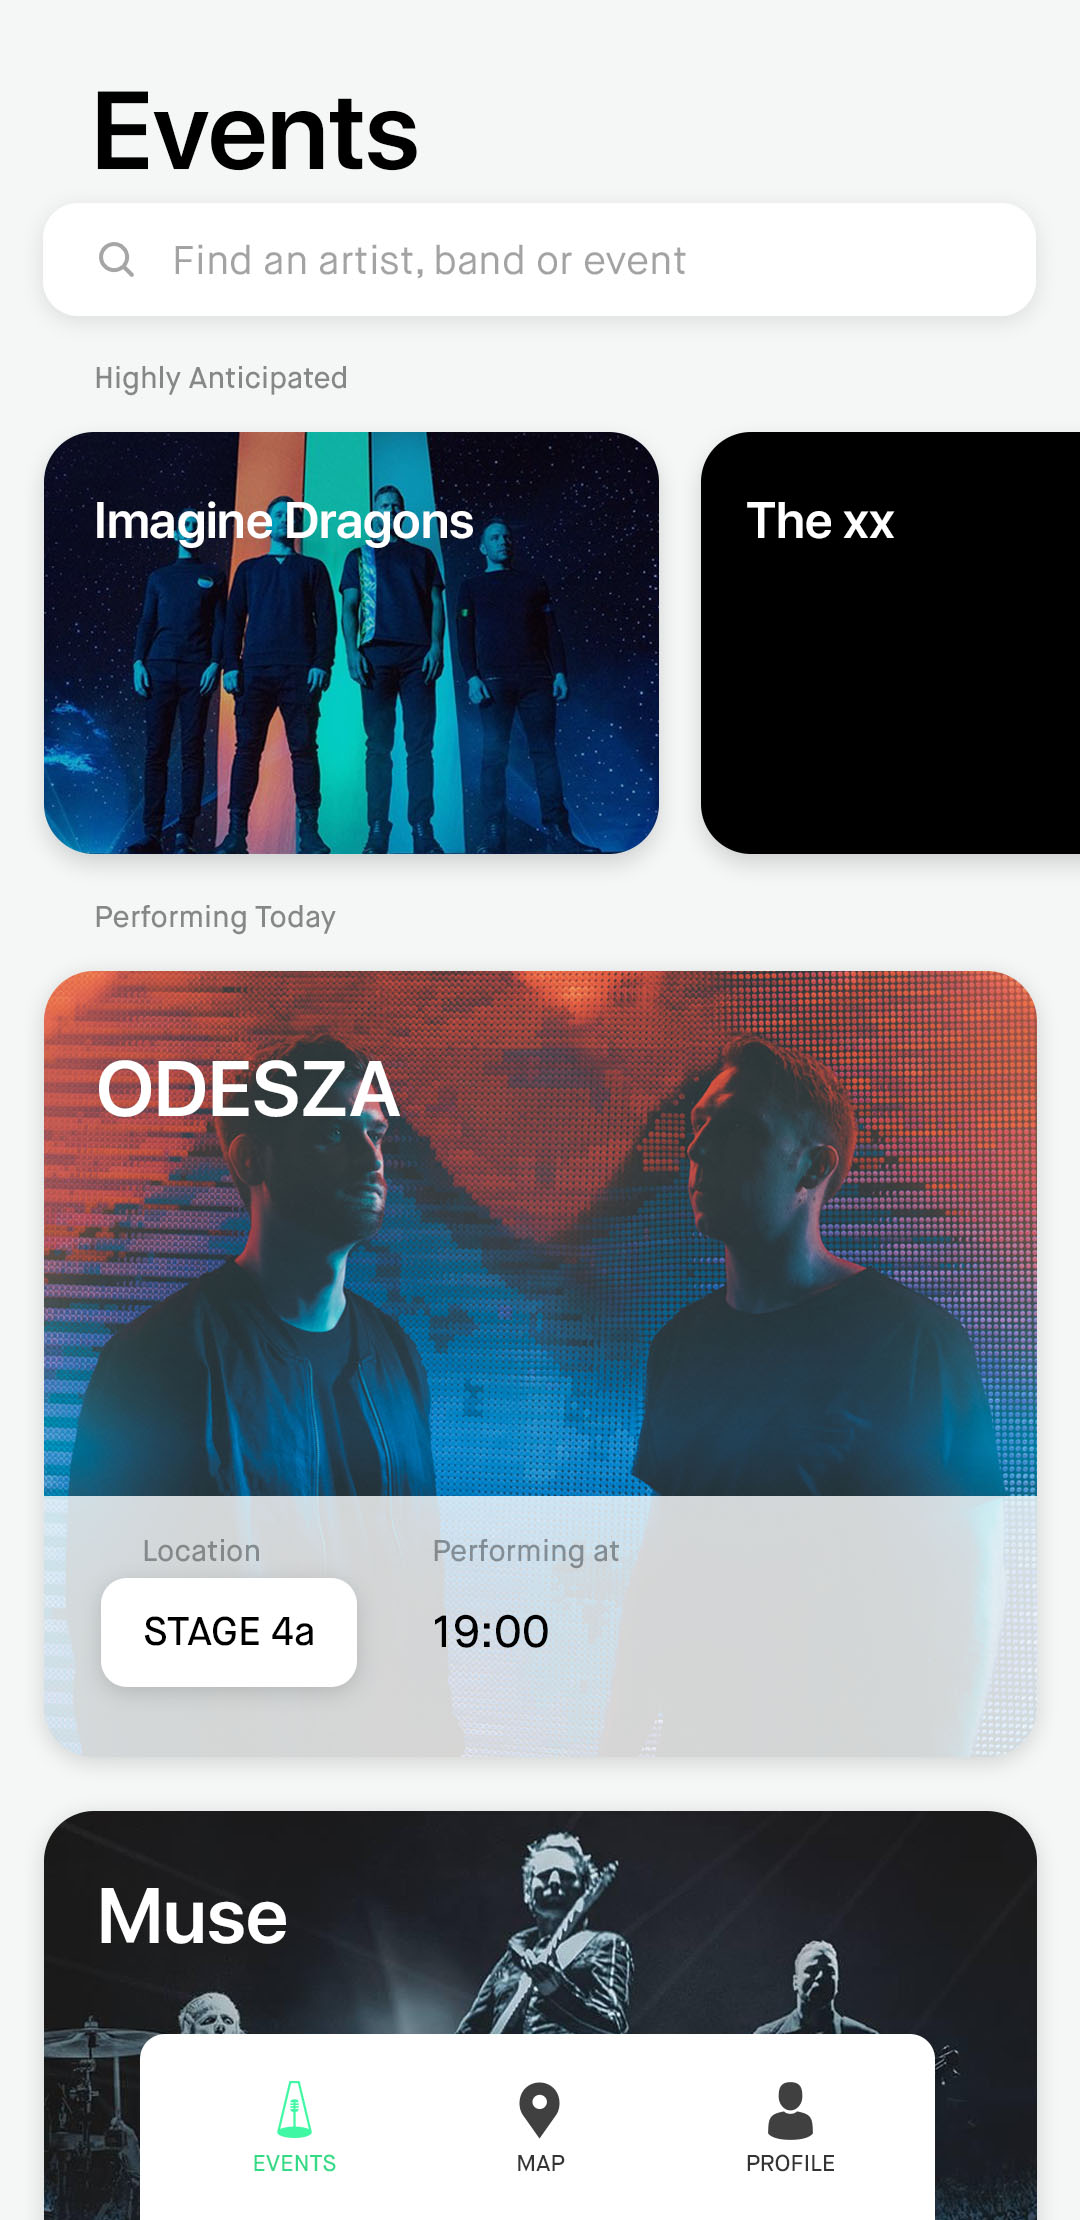 Events
Find an artist, band or event
Highly Anticipated
Imagine Dragons
The xx
Performing Today
ODESZA
Location
Performing at
STAGE 4a
19:00
Muse
EVENTS
MAP
PROFILE